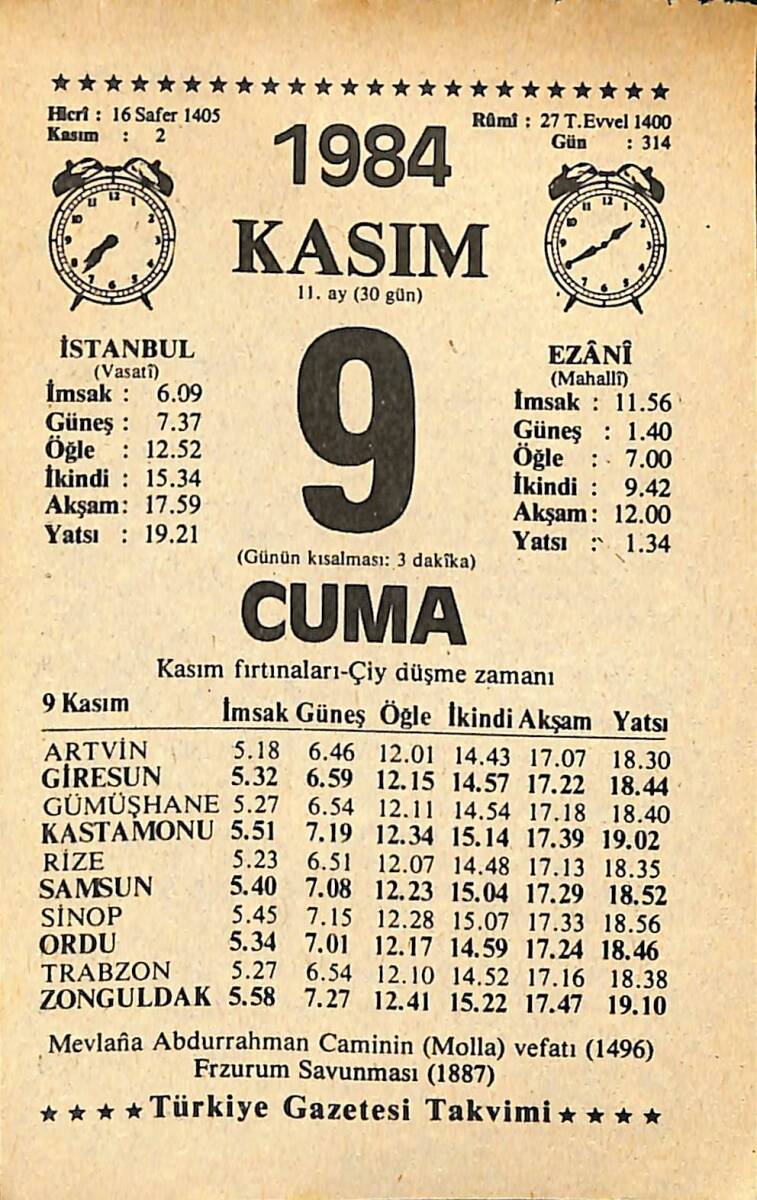 ★★★★★★★★★★★★★★★★★★★★★★★★
Hicrî : 16 Safer 1405
Kasım : 2
Rûmî : 27 T.Evvel 1400
Gün : 314
1984
KASIM
11. ay (30 gün)
9
İSTANBUL
(Vasatî)
İmsak : 6.09
Güneş : 7.37
Öğle : 12.52
İkindi : 15.34
Akşam: 17.59
Yatsı : 19.21
EZÂNÎ
(Mahallî)
İmsak : 11.56
Güneş : 1.40
Öğle : 7.00
İkindi : 9.42
Akşam: 12.00
Yatsı : 1.34
(Günün kısalması: 3 dakîka)
CUMA
Kasım fırtınaları-Çiy düşme zamanı
9 Kasım İmsak Güneş Öğle İkindi Akşam Yatsı
ARTVİN 5.18 6.46 12.01 14.43 17.07 18.30
GİRESUN 5.32 6.59 12.15 14.57 17.22 18.44
GÜMÜŞHANE 5.27 6.54 12.11 14.54 17.18 18.40
KASTAMONU 5.51 7.19 12.34 15.14 17.39 19.02
RİZE 5.23 6.51 12.07 14.48 17.13 18.35
SAMSUN 5.40 7.08 12.23 15.04 17.29 18.52
SİNOP 5.45 7.15 12.28 15.07 17.33 18.56
ORDU 5.34 7.01 12.17 14.59 17.24 18.46
TRABZON 5.27 6.54 12.10 14.52 17.16 18.38
ZONGULDAK 5.58 7.27 12.41 15.22 17.47 19.10
Mevlaña Abdurrahman Caminin (Molla) vefatı (1496)
Frzurum Savunması (1887)
★★★★Türkiye Gazetesi Takvimi★★★★